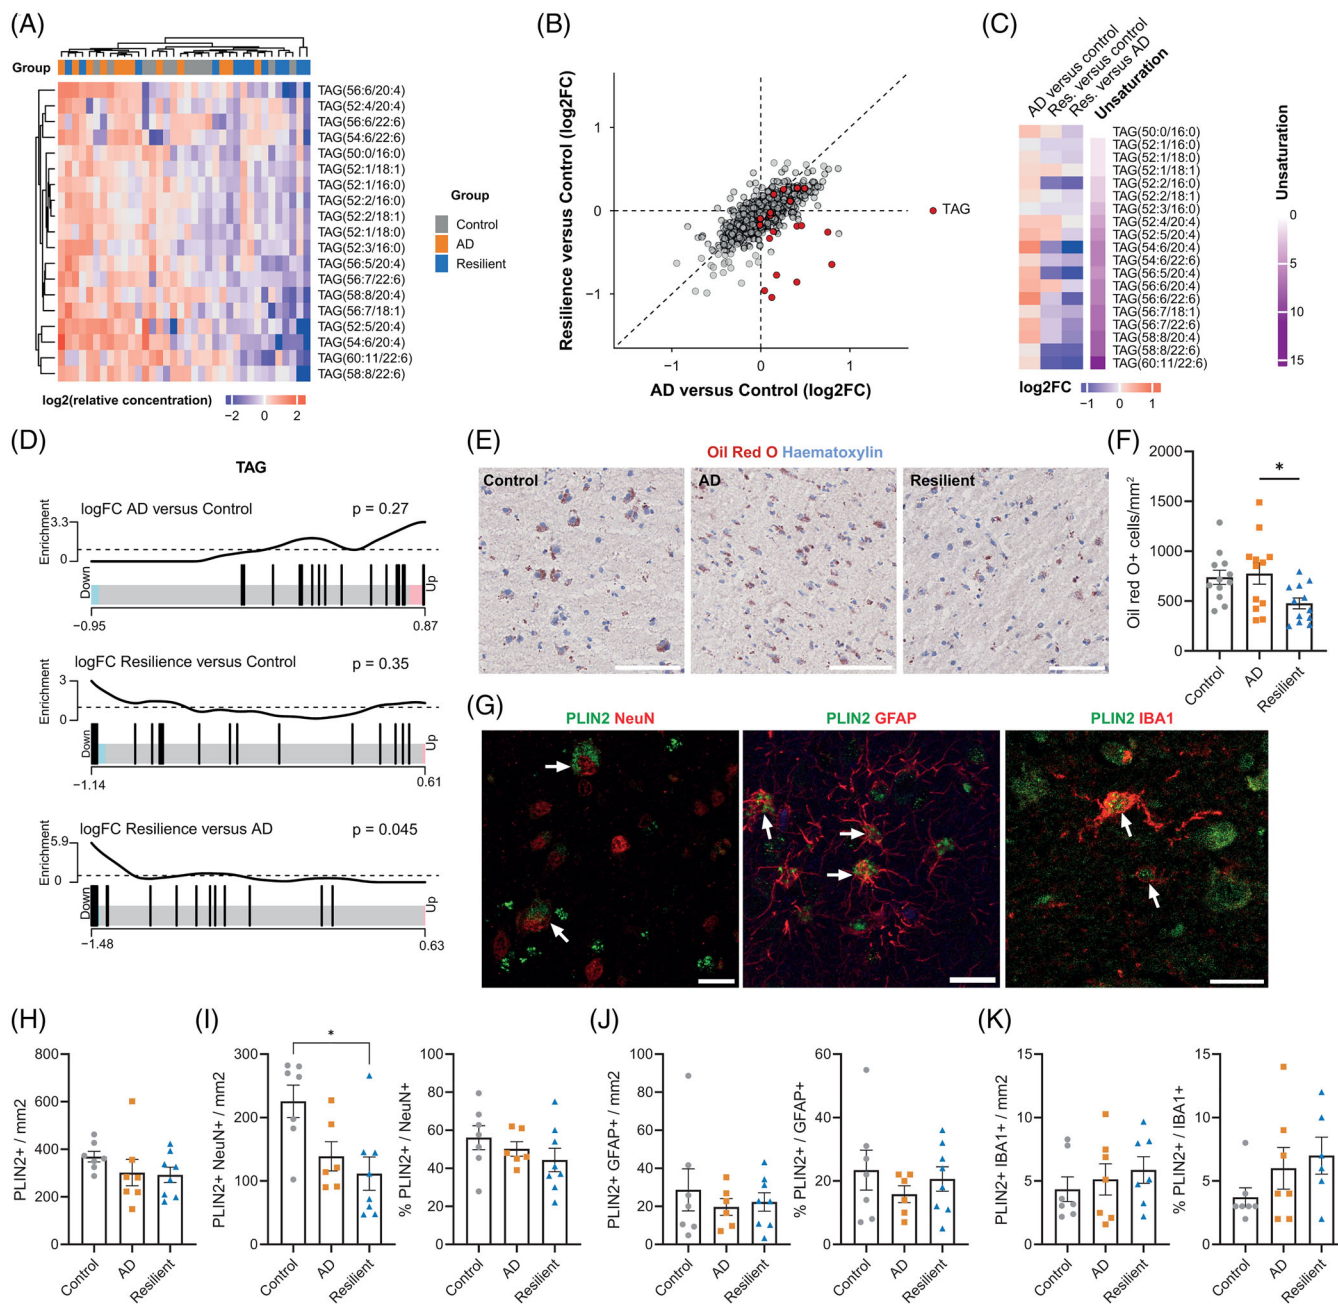 (A)
Group
TAG(56:6/20:4)
TAG(52:4/20:4)
TAG(56:6/22:6)
TAG(54:6/22:6)
TAG(50:0/16:0)
TAG(52:1/18:1)
TAG(52:1/16:0)
TAG(52:2/16:0)
TAG(52:2/18:1)
TAG(52:1/18:0)
TAG(52:3/16:0)
TAG(56:5/20:4)
TAG(56:7/22:6)
TAG(58:8/20:4)
TAG(56:7/18:1)
TAG(52:5/20:4)
TAG(54:6/20:4)
TAG(60:11/22:6)
TAG(58:8/22:6)
log2(relative concentration)
−2 0 2
Group
Control
AD
Resilient
(B)
Resilience versus Control (log2FC)
1
0
−1
−1 0 1
AD versus Control (log2FC)
TAG
(C)
AD versus control
Res. versus control
Res. versus AD
Unsaturation
TAG(50:0/16:0)
TAG(52:1/16:0)
TAG(52:1/18:0)
TAG(52:1/18:1)
TAG(52:2/16:0)
TAG(52:2/18:1)
TAG(52:3/16:0)
TAG(52:4/20:4)
TAG(52:5/20:4)
TAG(54:6/20:4)
TAG(54:6/22:6)
TAG(56:5/20:4)
TAG(56:6/20:4)
TAG(56:6/22:6)
TAG(56:7/18:1)
TAG(56:7/22:6)
TAG(58:8/20:4)
TAG(58:8/22:6)
TAG(60:11/22:6)
log2FC
−1 0 1
Unsaturation
0
5
10
15
(D)
TAG
logFC AD versus Control
p = 0.27
Enrichment
3.3
0
Down
Up
−0.95
0.87
logFC Resilience versus Control
p = 0.35
Enrichment
3
0
Down
Up
−1.14
0.61
logFC Resilience versus AD
p = 0.045
Enrichment
5.9
0
Down
Up
−1.48
0.63
(E)
Oil Red O Haematoxylin
Control
AD
Resilient
(F)
Oil red O+ cells/mm²
2000
1500
1000
500
0
*
Control
AD
Resilient
(G)
PLIN2 NeuN
PLIN2 GFAP
PLIN2 IBA1
(H)
PLIN2+ / mm2
800
600
400
200
0
Control
AD
Resilient
(I)
PLIN2+ NeuN+ / mm2
300
200
100
0
*
Control
AD
Resilient
% PLIN2+ / NeuN+
100
80
60
40
20
0
Control
AD
Resilient
(J)
PLIN2+ GFAP+ / mm2
100
80
60
40
20
0
Control
AD
Resilient
% PLIN2+ / GFAP+
60
40
20
0
Control
AD
Resilient
(K)
PLIN2+ IBA1+ / mm2
15
10
5
0
Control
AD
Resilient
% PLIN2+ / IBA1+
15
10
5
0
Control
AD
Resilient